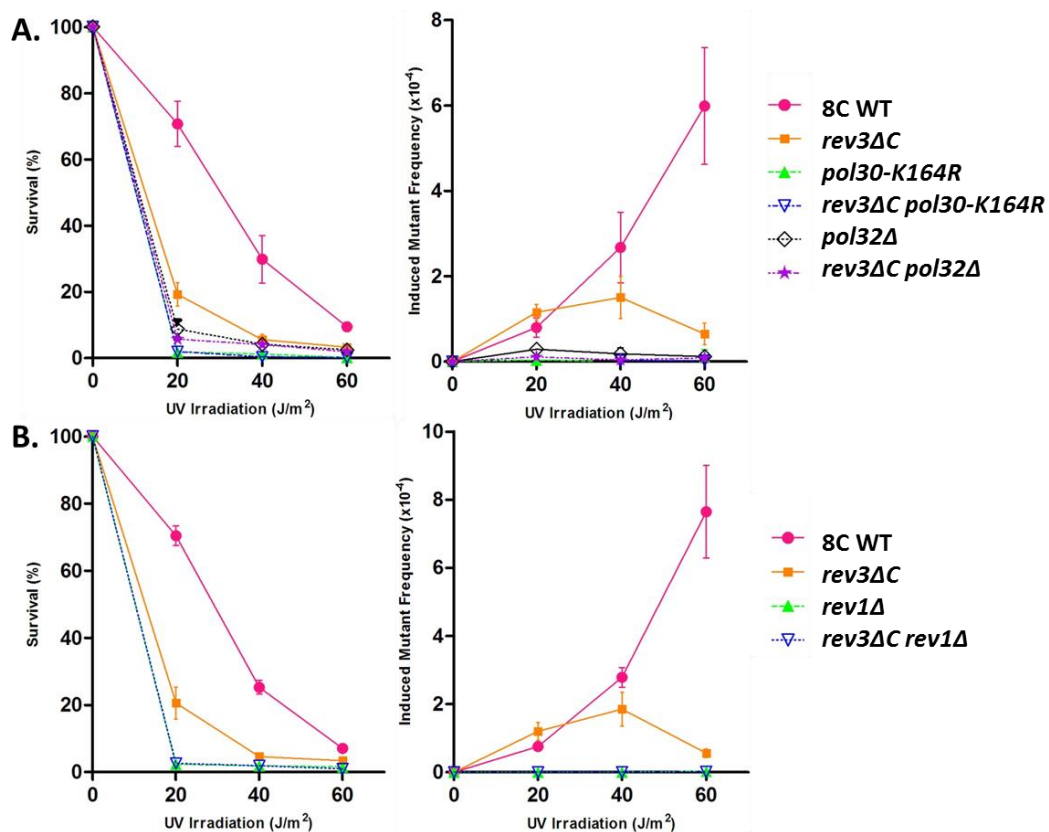 A.
100
80
60
40
20
0
Survival (%)
0 20 40 60
UV Irradiation (J/m²)
8
6
4
2
0
Induced Mutant Frequency (x10⁻⁴)
0 20 40 60
UV Irradiation (J/m²)
8C WT
rev3ΔC
pol30-K164R
rev3ΔC pol30-K164R
pol32Δ
rev3ΔC pol32Δ
B.
100
80
60
40
20
0
Survival (%)
0 20 40 60
UV Irradiation (J/m²)
10
8
6
4
2
0
Induced Mutant Frequency (x10⁻⁴)
0 20 40 60
UV Irradiation (J/m²)
8C WT
rev3ΔC
rev1Δ
rev3ΔC rev1Δ